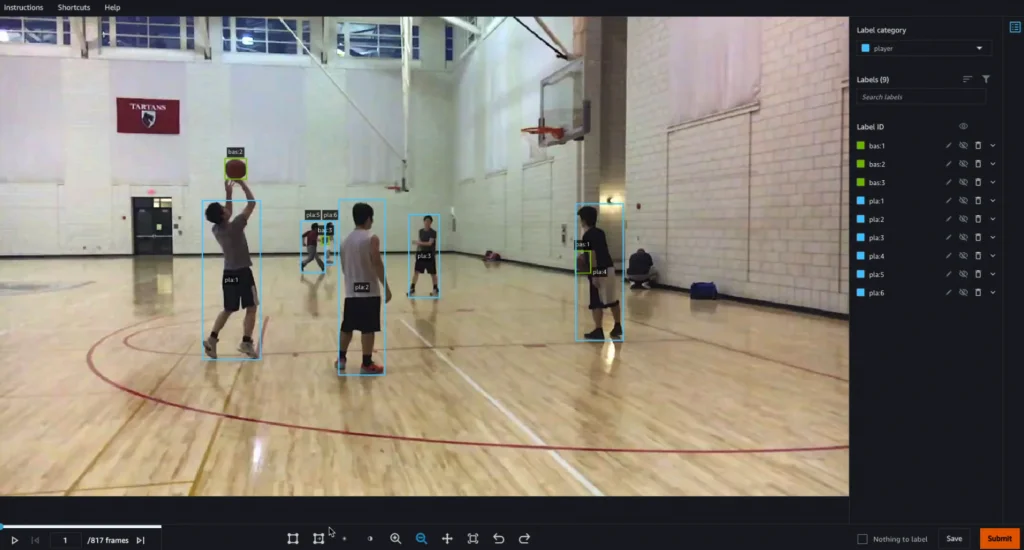 Instructions Shortcuts Help
Label category
player
Labels (9)
Search labels
Label ID
bas:1
bas:2
bas:3
pla:1
pla:2
pla:3
pla:4
pla:5
pla:6
TARTANS
bas:2
pla:5 pla:6
bas:3
bas:1
pla:3
pla:4
pla:1
pla:2
1 /817 frames
Nothing to label Save Submit